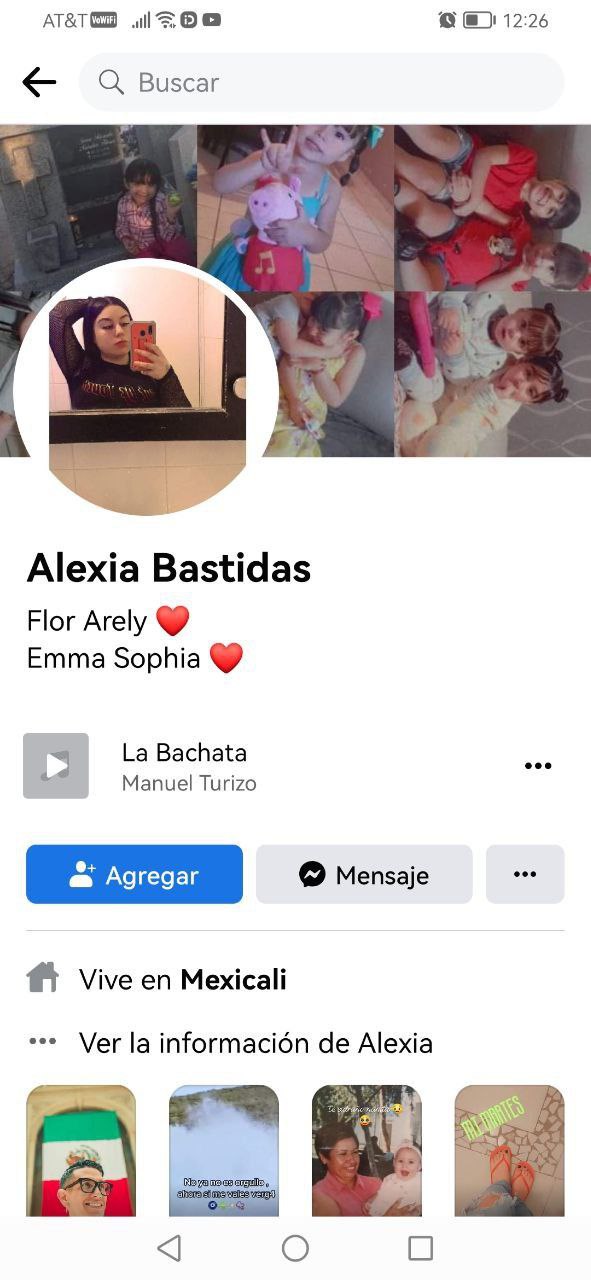 AT&T VoWiFi 12:26
Buscar
Alexia Bastidas
Flor Arely ❤️
Emma Sophia ❤️
La Bachata
Manuel Turizo
Agregar
Mensaje
Vive en Mexicali
Ver la información de Alexia
No ya no es orgullo ,
ahora si me vales verg4
MI MARTES